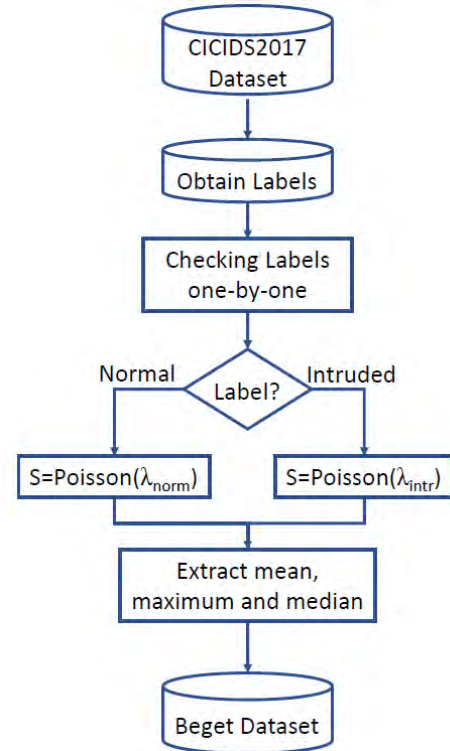 CICIDS2017
Dataset
Obtain Labels
Checking Labels
one-by-one
Normal
Label?
Intruded
S=Poisson(λnorm)
S=Poisson(λintr)
Extract mean,
maximum and median
Beget Dataset